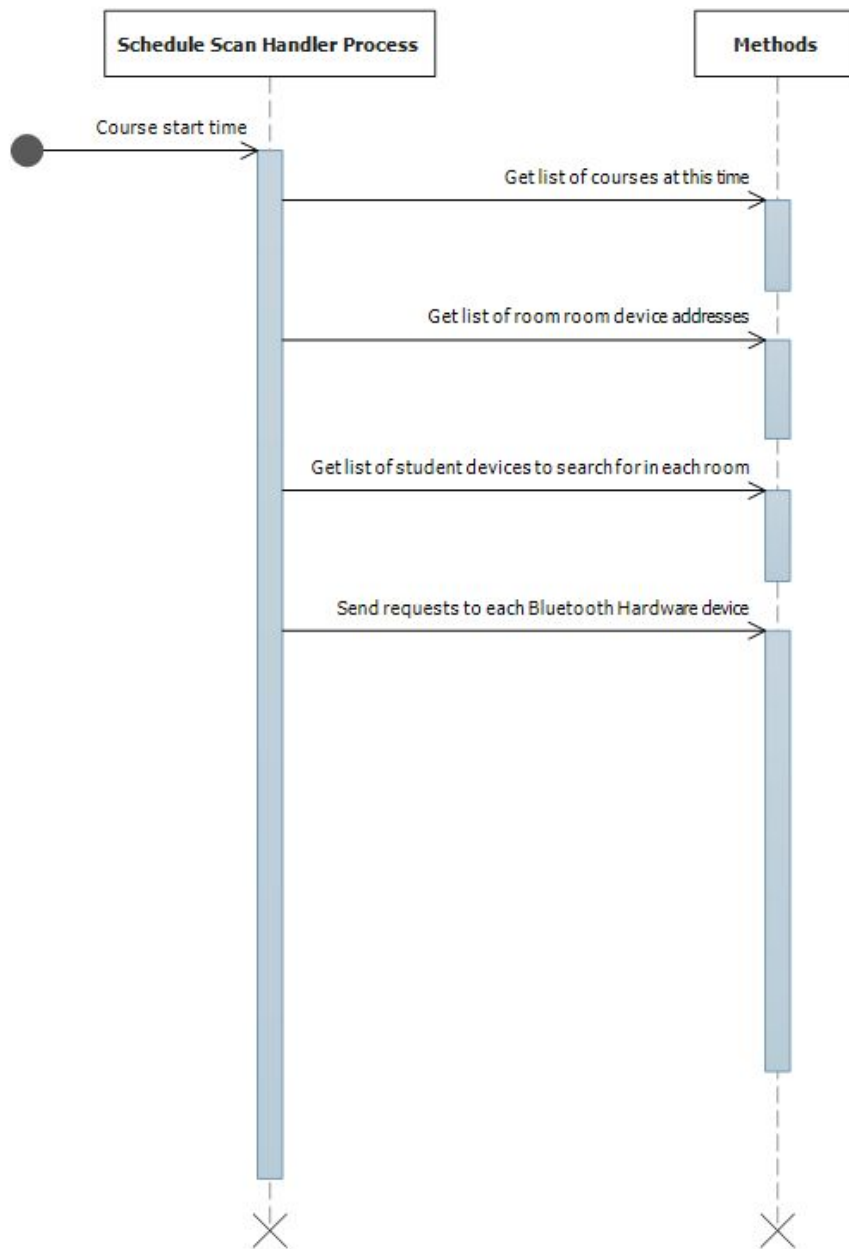 Schedule Scan Handler Process
Methods
Course start time
Get list of courses at this time
Get list of room room device addresses
Get list of student devices to search for in each room
Send requests to each Bluetooth Hardware device